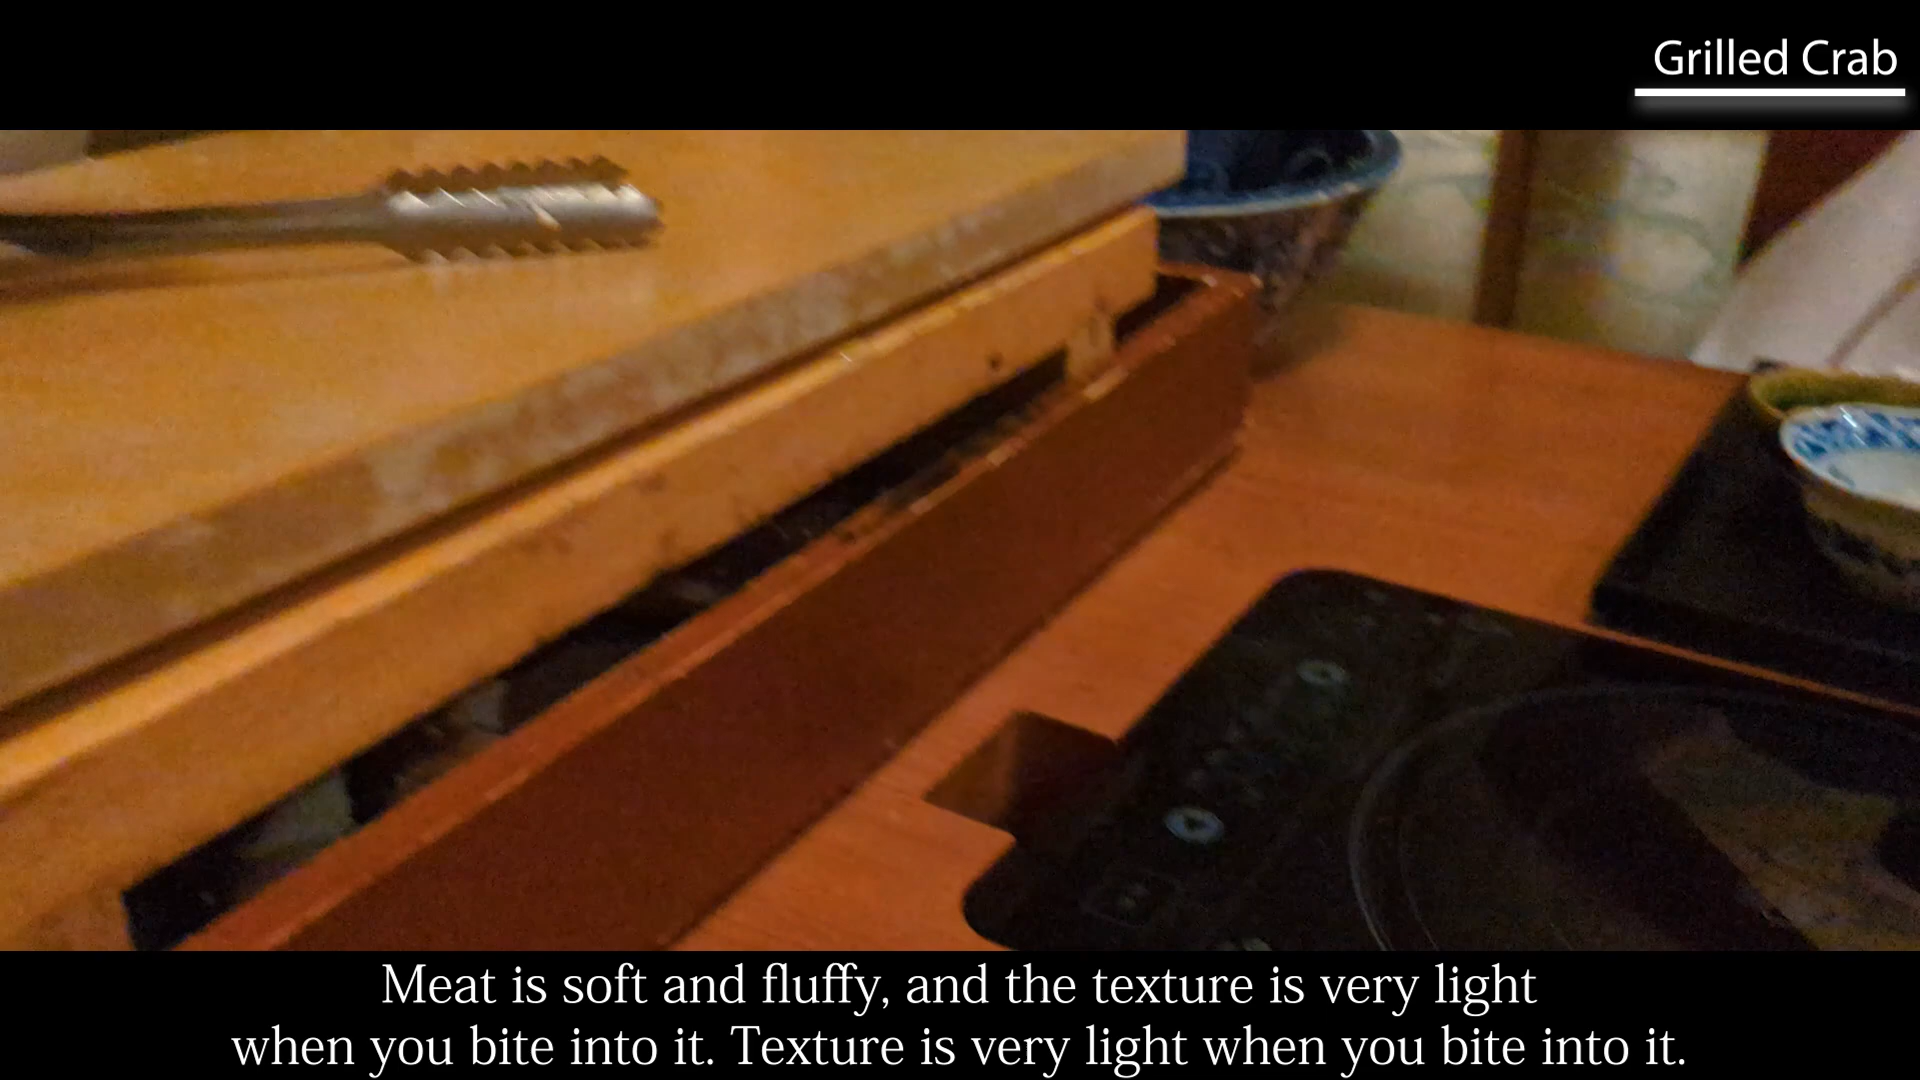 Grilled Crab
Meat is soft and fluffy, and the texture is very light
when you bite into it. Texture is very light when you bite into it.